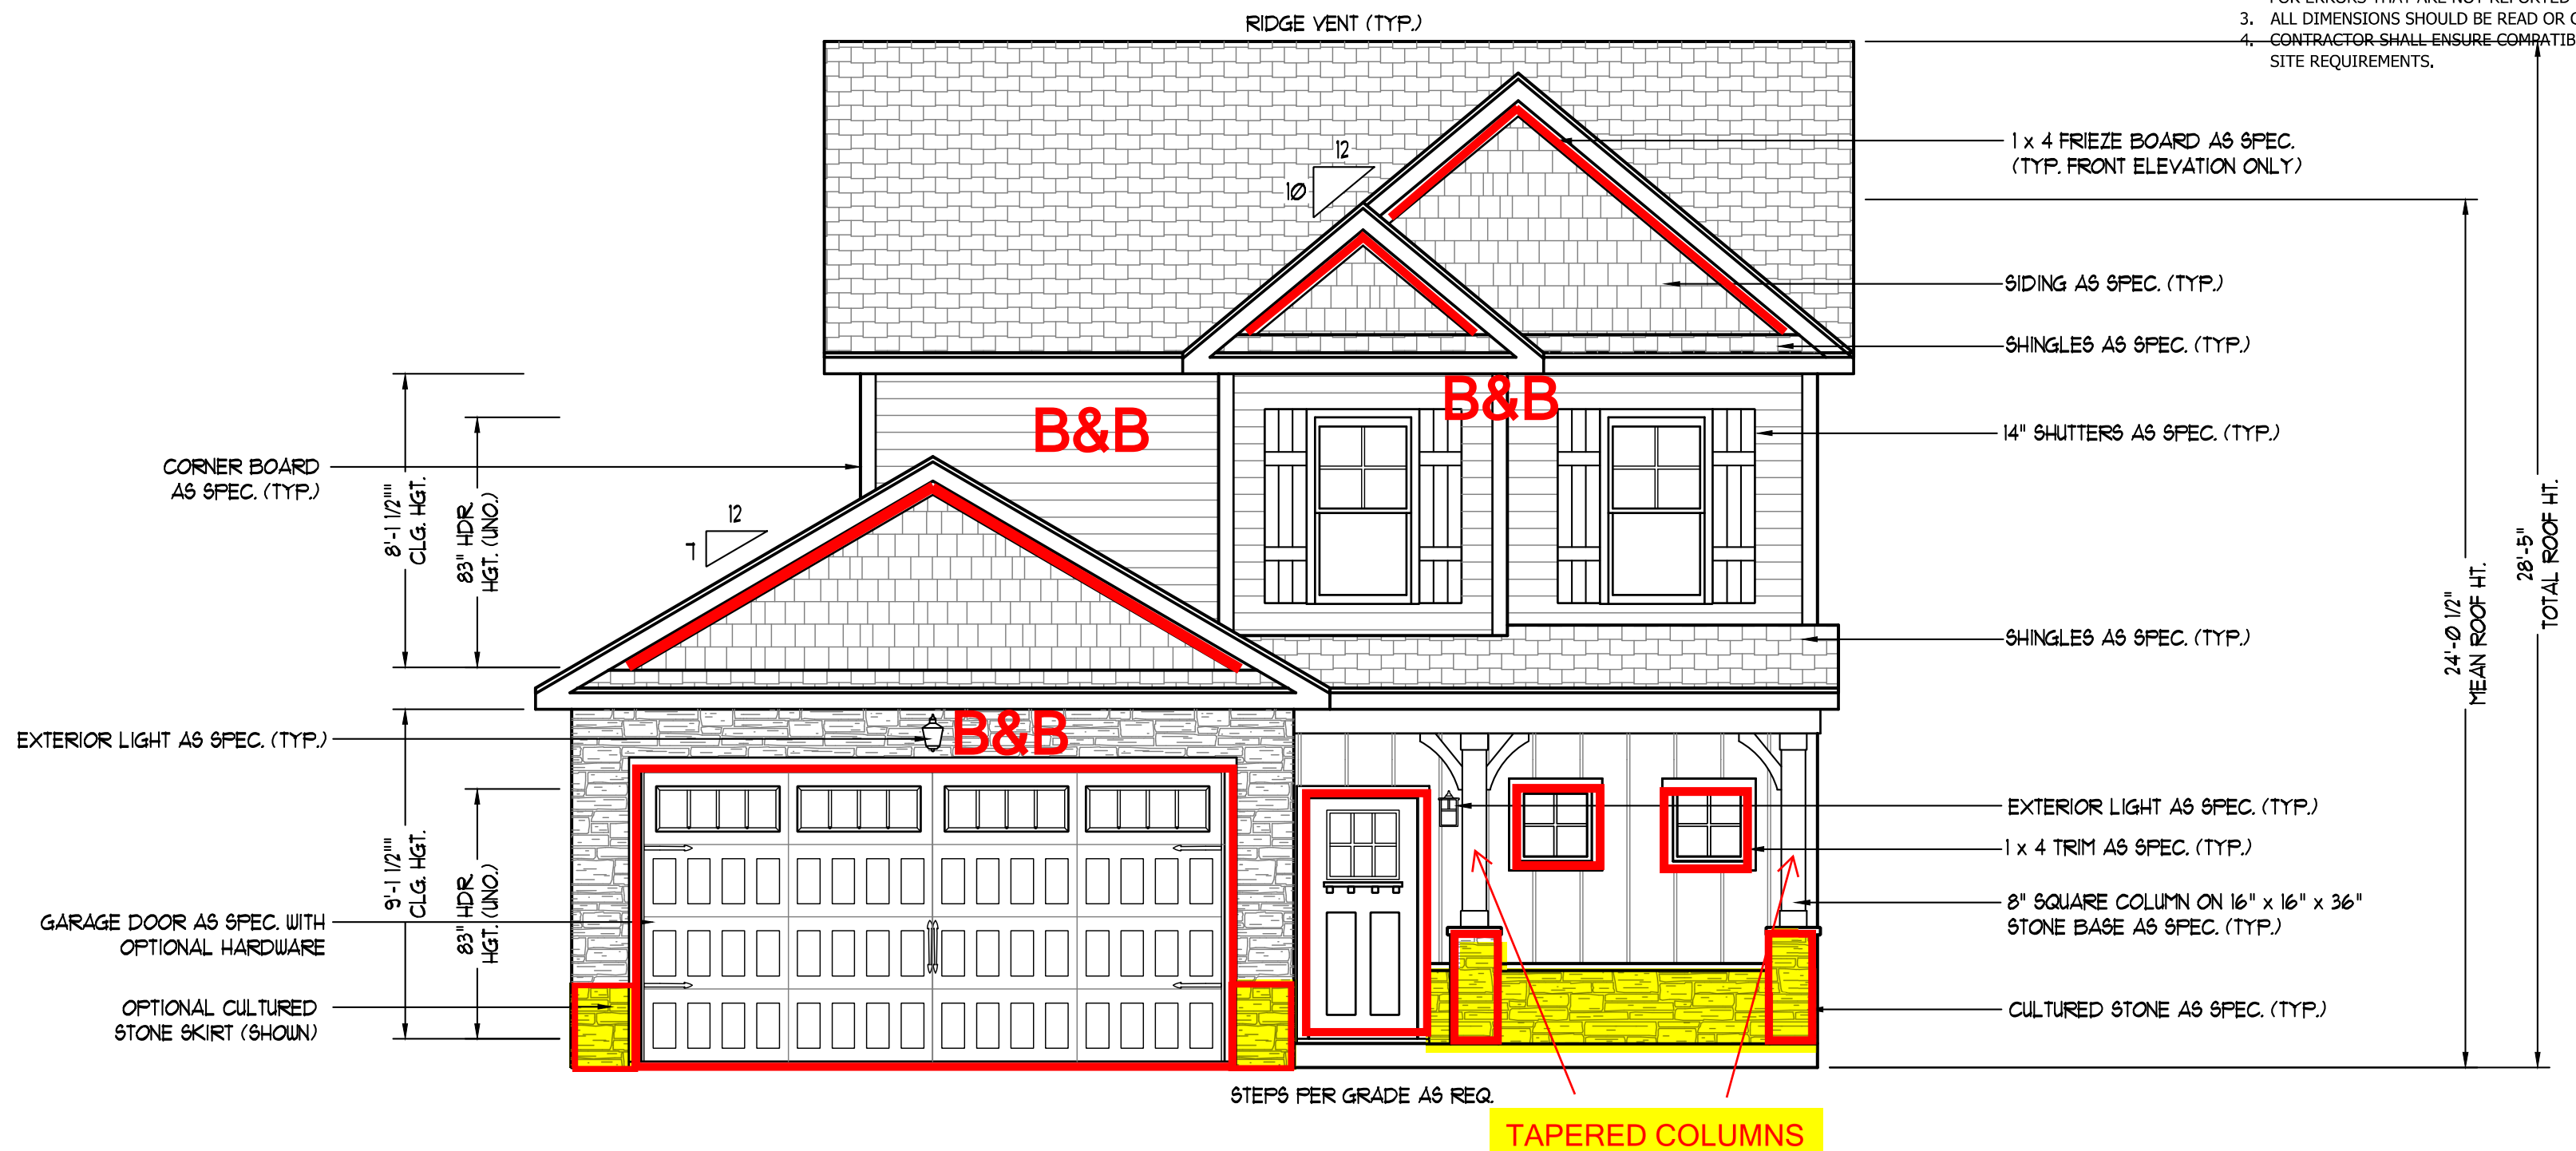 RIDGE VENT (TYP.)
3. ALL DIMENSIONS SHOULD BE READ OR
4. CONTRACTOR SHALL ENSURE
SITE REQUIREMENTS.
12
10
1 x 4 FRIEZE BOARD AS SPEC.
(TYP. FRONT ELEVATION ONLY)
SIDING AS SPEC. (TYP.)
SHINGLES AS SPEC. (TYP.)
B&B
B&B
14" SHUTTERS AS SPEC. (TYP.)
CORNER BOARD
AS SPEC. (TYP.)
8'-1 1/2""
CLG. HGT.
83" HDR
HGT. (UNO.)
12
7
28'-5"
TOTAL ROOF HT.
24'-0 1/2"
MEAN ROOF HT.
SHINGLES AS SPEC. (TYP.)
EXTERIOR LIGHT AS SPEC. (TYP.)
B&B
9'-1 1/2""
CLG. HGT.
83" HDR
HGT. (UNO.)
EXTERIOR LIGHT AS SPEC. (TYP.)
1 x 4 TRIM AS SPEC. (TYP.)
8" SQUARE COLUMN ON 16" x 16" x 36"
STONE BASE AS SPEC. (TYP.)
GARAGE DOOR AS SPEC. WITH
OPTIONAL HARDWARE
OPTIONAL CULTURED
STONE SKIRT (SHOWN)
CULTURED STONE AS SPEC. (TYP.)
STEPS PER GRADE AS REQ.
TAPERED COLUMNS